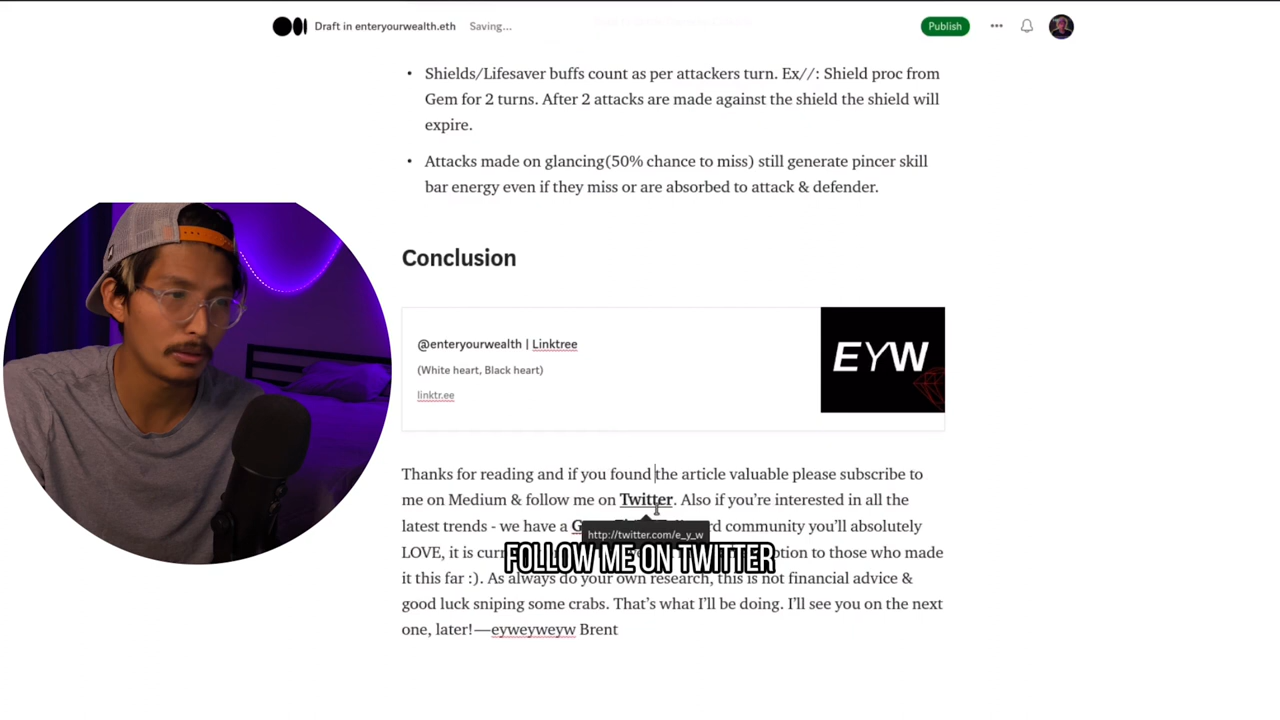 Draft in enteryourwealth.eth Saving... Publish
Shields/Lifesaver buffs count as per attackers turn. Ex//: Shield proc from
Gem for 2 turns. After 2 attacks are made against the shield the shield will
expire.
Attacks made on glancing(50% chance to miss) still generate pincer skill
bar energy even if they miss or are absorbed to attack & defender.
Conclusion
@enteryourwealth | Linktree
(White heart, Black heart)
linktr.ee
EYW
Thanks for reading and if you found the article valuable please subscribe to
me on Medium & follow me on Twitter. Also if you’re interested in all the
latest trends - we have a community you’ll absolutely
http://twitter.com/e_y_w
LOVE, it is to those who made
FOLLOW ME ON TWITTER
it this far :). As always do your own research, this is not financial advice &
good luck sniping some crabs. That’s what I’ll be doing. I’ll see you on the next
one, later!—eyweyweyw Brent